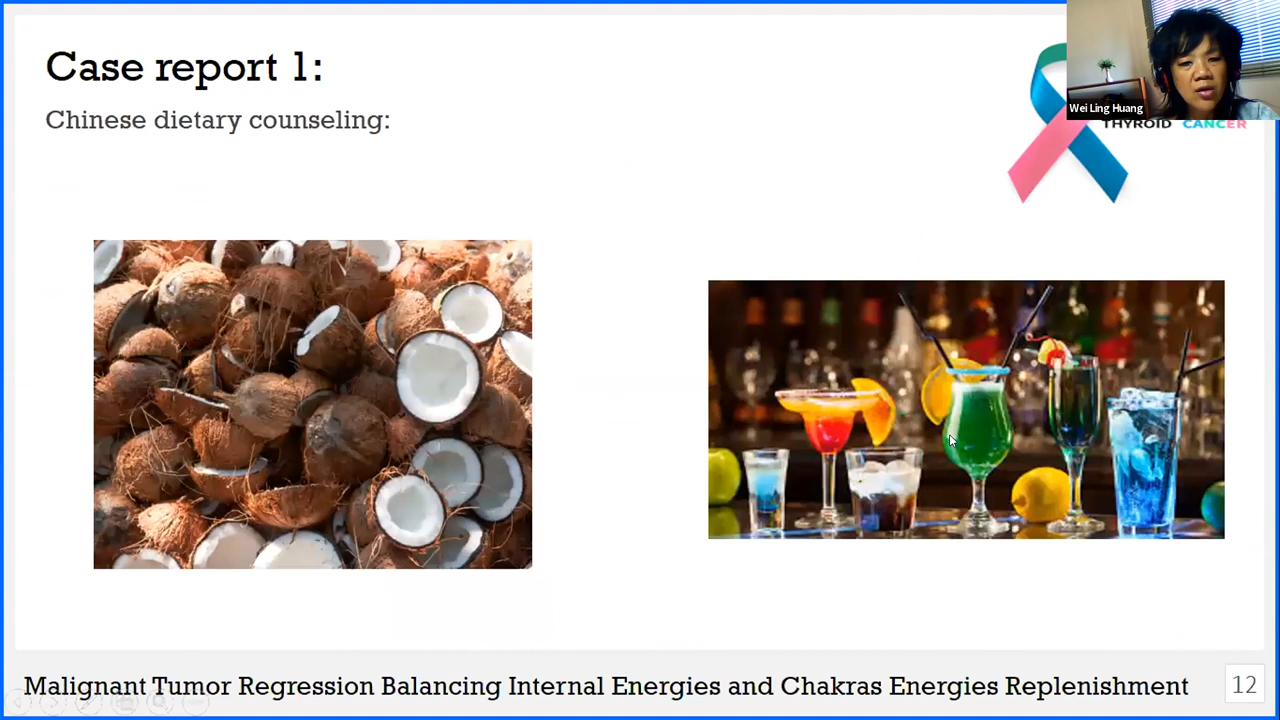 Case report 1:
Chinese dietary counseling:
Wei Ling Huang
THYROID CANCER
Malignant Tumor Regression Balancing Internal Energies and Chakras Energies Replenishment
12